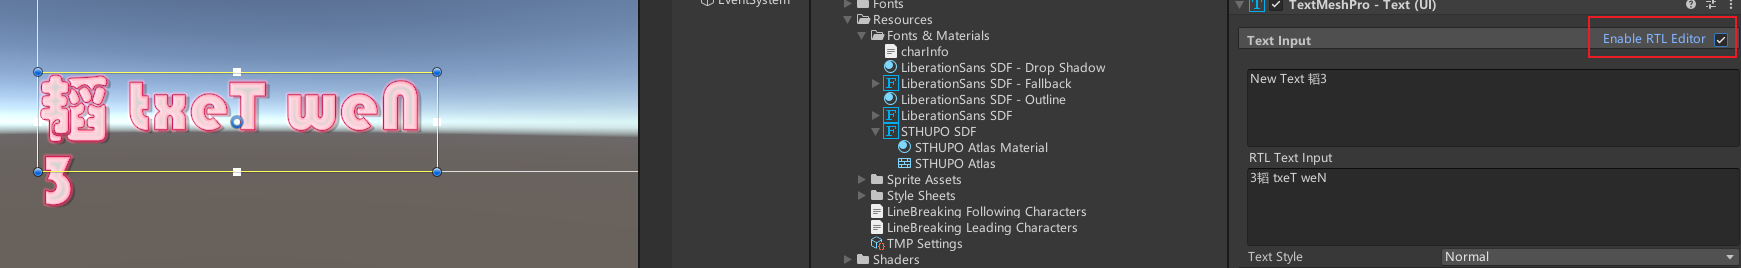 韬 txeT weN
3
EventSystem
Fonts
Resources
Fonts & Materials
charInfo
LiberationSans SDF - Drop Shadow
LiberationSans SDF - Fallback
LiberationSans SDF - Outline
LiberationSans SDF
STHUPO SDF
STHUPO Atlas Material
STHUPO Atlas
Sprite Assets
Style Sheets
LineBreaking Following Characters
LineBreaking Leading Characters
TMP Settings
Shaders
TextMeshPro - Text (UI)
Text Input
Enable RTL Editor
New Text 韬3
RTL Text Input
3韬 txeT weN
Text Style
Normal